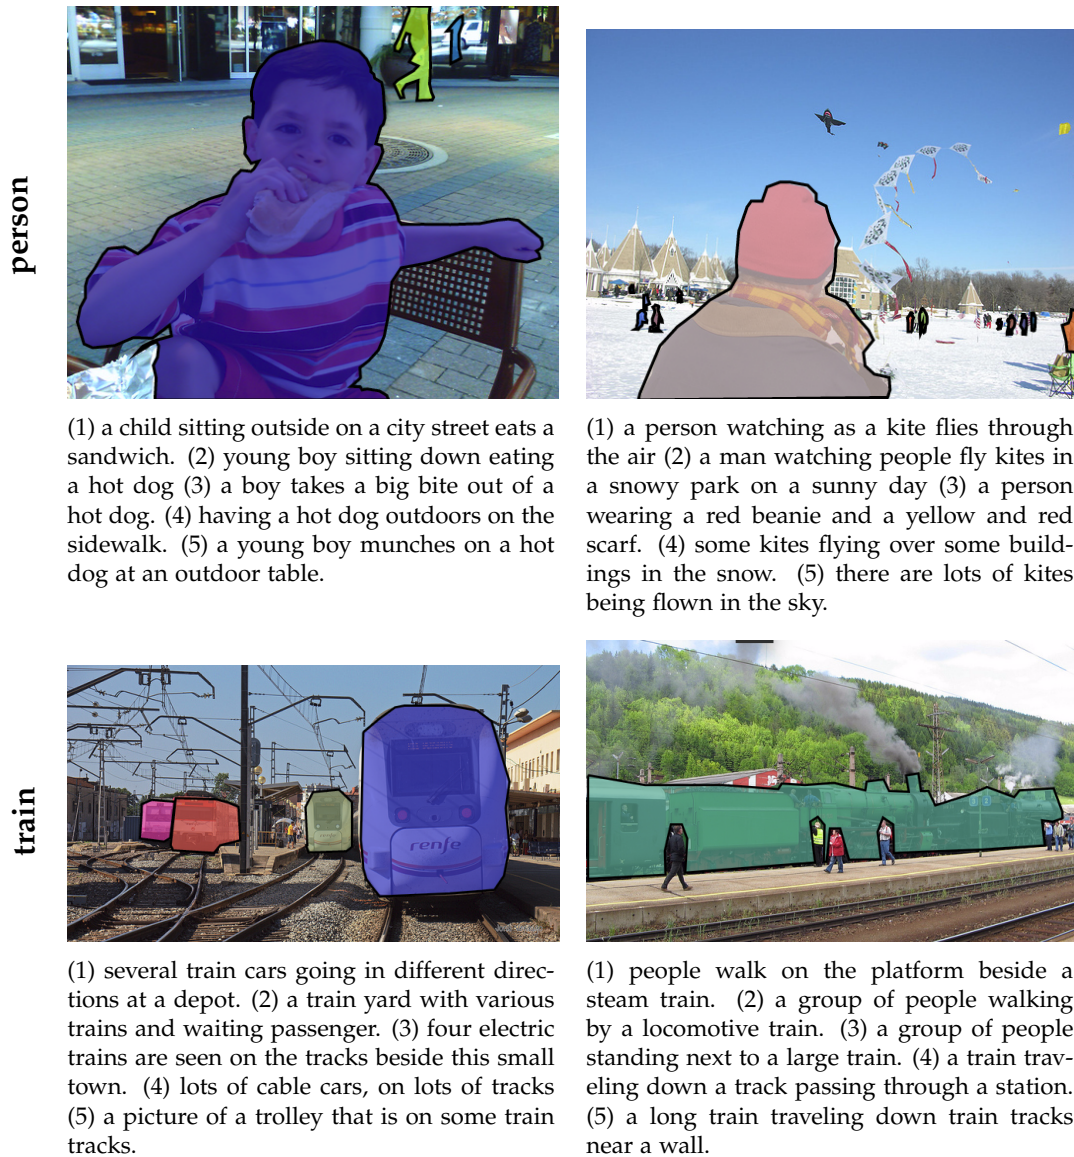 person
(1) a child sitting outside on a city street eats a
sandwich. (2) young boy sitting down eating
a hot dog (3) a boy takes a big bite out of a
hot dog. (4) having a hot dog outdoors on the
sidewalk. (5) a young boy munches on a hot
dog at an outdoor table.
(1) a person watching as a kite flies through
the air (2) a man watching people fly kites in
a snowy park on a sunny day (3) a person
wearing a red beanie and a yellow and red
scarf. (4) some kites flying over some build-
ings in the snow. (5) there are lots of kites
being flown in the sky.
train
renfe
(1) several train cars going in different direc-
tions at a depot. (2) a train yard with various
trains and waiting passenger. (3) four electric
trains are seen on the tracks beside this small
town. (4) lots of cable cars, on lots of tracks
(5) a picture of a trolley that is on some train
tracks.
(1) people walk on the platform beside a
steam train. (2) a group of people walking
by a locomotive train. (3) a group of people
standing next to a large train. (4) a train trav-
eling down a track passing through a station.
(5) a long train traveling down train tracks
near a wall.